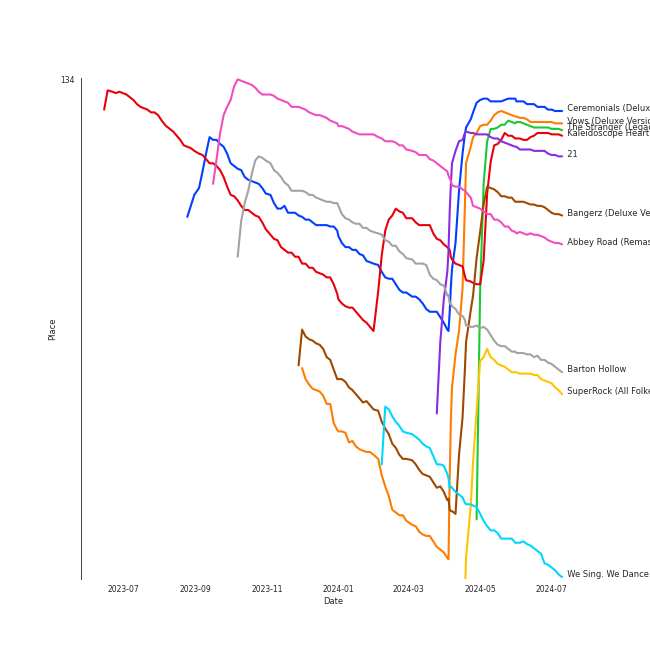 134
Ceremonials (Delux
Vows (Deluxe Versio
The Stranger (Legac
Kaleidoscope Heart
21
Bangerz (Deluxe Ve
Abbey Road (Remas
Place
Barton Hollow
SuperRock (All Folke
We Sing. We Dance.
2023-07 2023-09 2023-11 2024-01 2024-03 2024-05 2024-07
Date